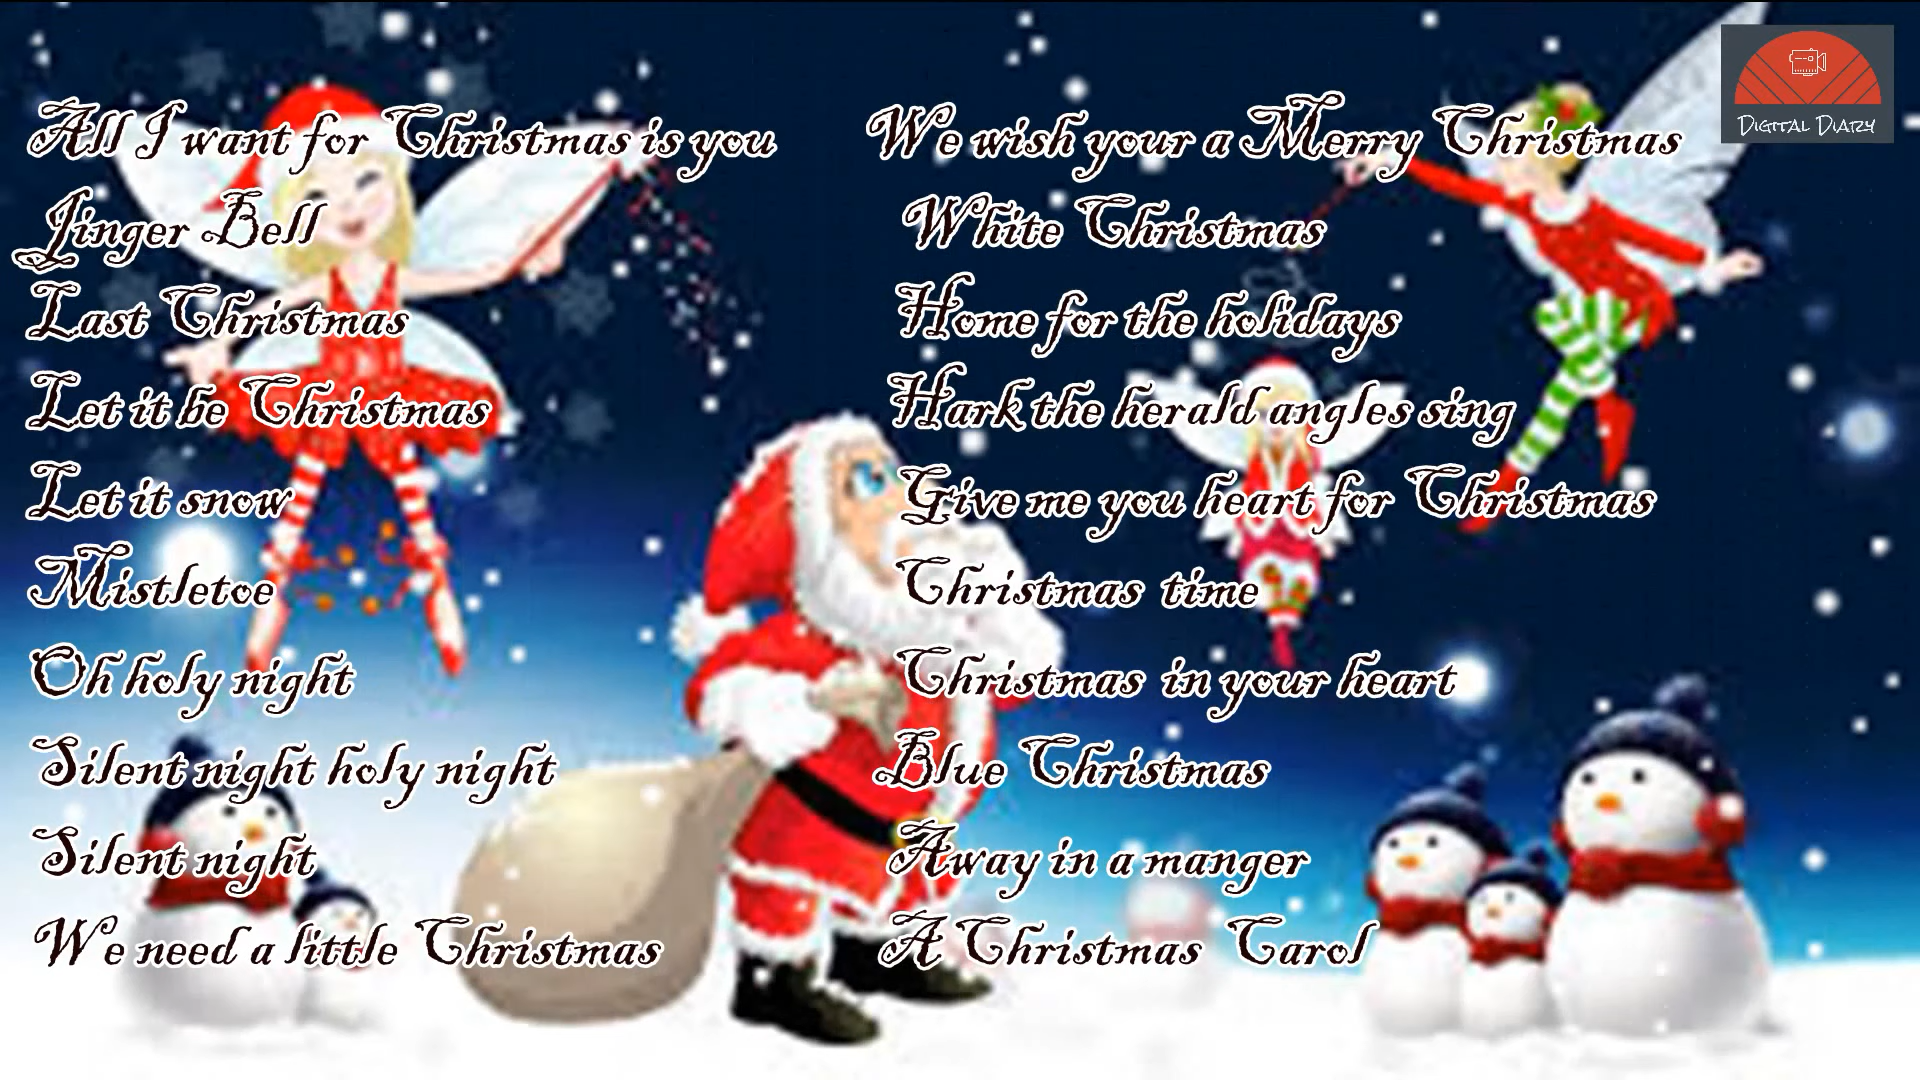 All I want for Christmas is you
Jinger Bell
Last Christmas
Let it be Christmas
Let it snow
Mistletoe
Oh holy night
Silent night holy night
Silent night
We need a little Christmas
We wish your a Merry Christmas
White Christmas
Home for the holidays
Hark the herald angles sing
Give me you heart for Christmas
Christmas time
Christmas in your heart
Blue Christmas
Away in a manger
A Christmas Carol
Digital Diary